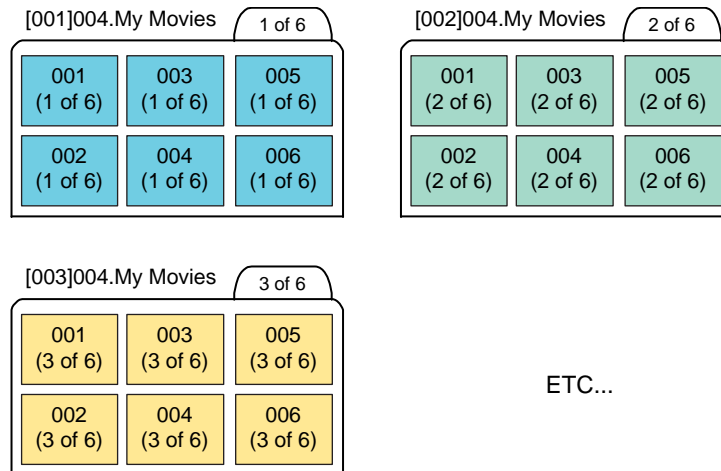 [001]004.My Movies 1 of 6
001 003 005
(1 of 6) (1 of 6) (1 of 6)
002 004 006
(1 of 6) (1 of 6) (1 of 6)
[002]004.My Movies 2 of 6
001 003 005
(2 of 6) (2 of 6) (2 of 6)
002 004 006
(2 of 6) (2 of 6) (2 of 6)
[003]004.My Movies 3 of 6
001 003 005
(3 of 6) (3 of 6) (3 of 6)
002 004 006
(3 of 6) (3 of 6) (3 of 6)
ETC...